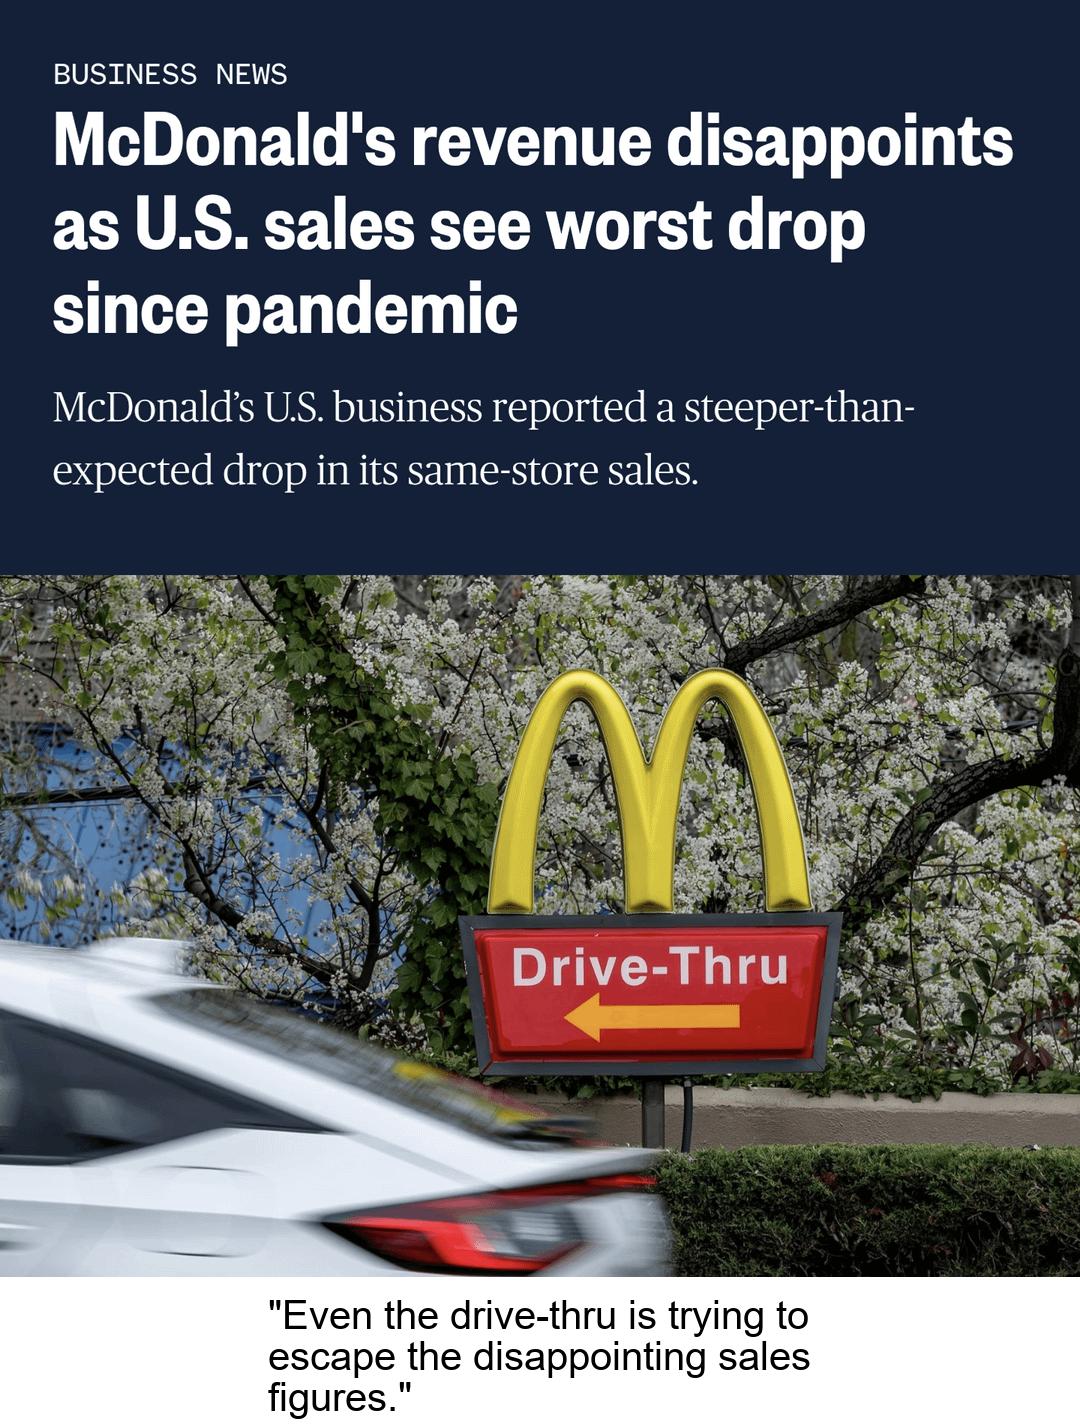 BUSINESS NEWS
McDonald's revenue disappoints
as U.S. sales see worst drop
since pandemic
McDonald’s U.S. business reported a steeper-than-
expected drop in its same-store sales.
Drive-Thru
"Even the drive-thru is trying to
escape the disappointing sales
figures."